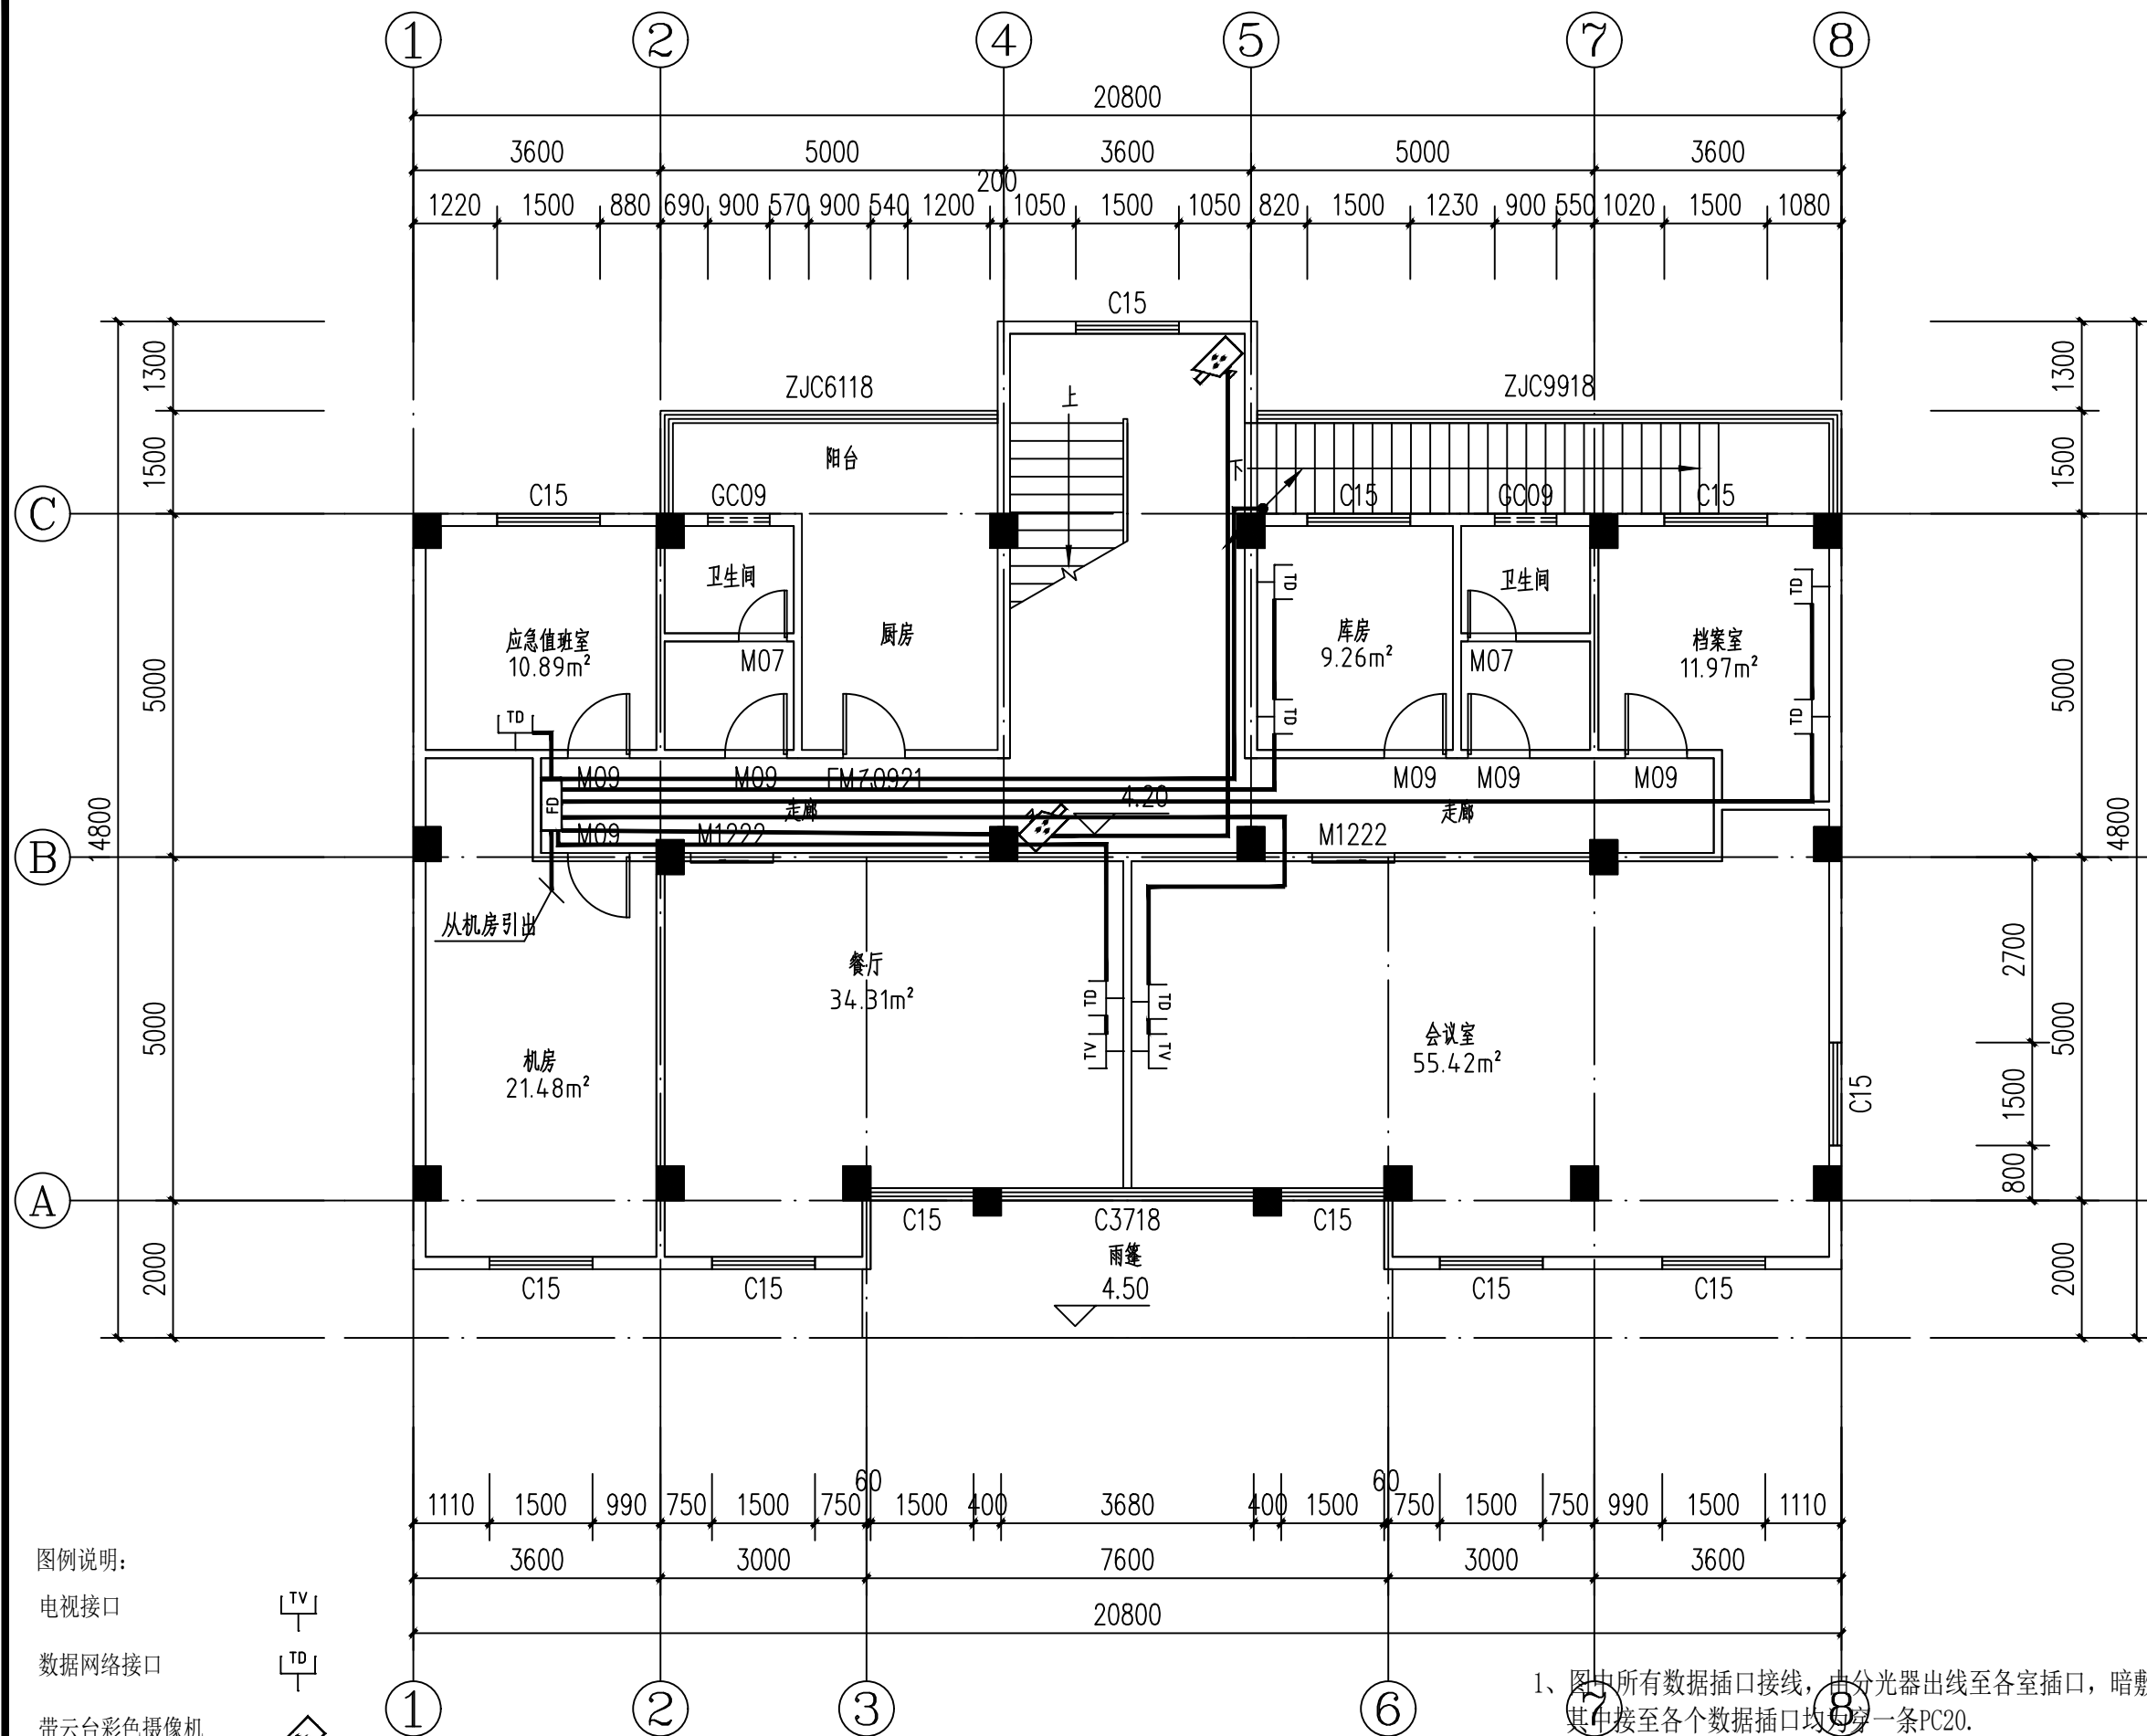 1 2 4 5 7 8
20800
3600 5000 3600 5000 3600
200
1220 1500 880 690 900 570 900 540 1200 1050 1500 1050 820 1500 1230 900 550 1020 1500 1080
C15
1300 ZJC6118 ZJC9918 1300
上
1500 阳台 下 1500
C15 GC09 C15 GC09 C15
C C
卫生间 TD 卫生间 TD
应急值班室 厨房 库房 档案室
10.89m² 9.26m² 11.97m²
M07 M07
5000 5000
TD TD TD
M09 M09 FM乙0921 M09 M09 M09
FD 走廊 4.20 走廊
14800 14800
M09 M1222 M1222
B
从机房引出
餐厅
34.31m²
2700
TD TD
会议室
55.42m²
TV TV
机房
21.48m²
5000 5000
1500 C15
800
A
C15 C3718 C15
雨篷
C15 C15 4.50 C15 C15
2000 2000
60 60
1110 1500 990 750 1500 750 1500 400 3680 400 1500 750 1500 750 990 1500 1110
3600 3000 7600 3000 3600
20800
1 2 3 6 7 8
图例说明:
电视接口 TV
数据网络接口 TD
带云台彩色摄像机
1、图中所有数据插口接线，由分光器出线至各室插口，暗敷
其中接至各个数据插口均为穿一条PC20.